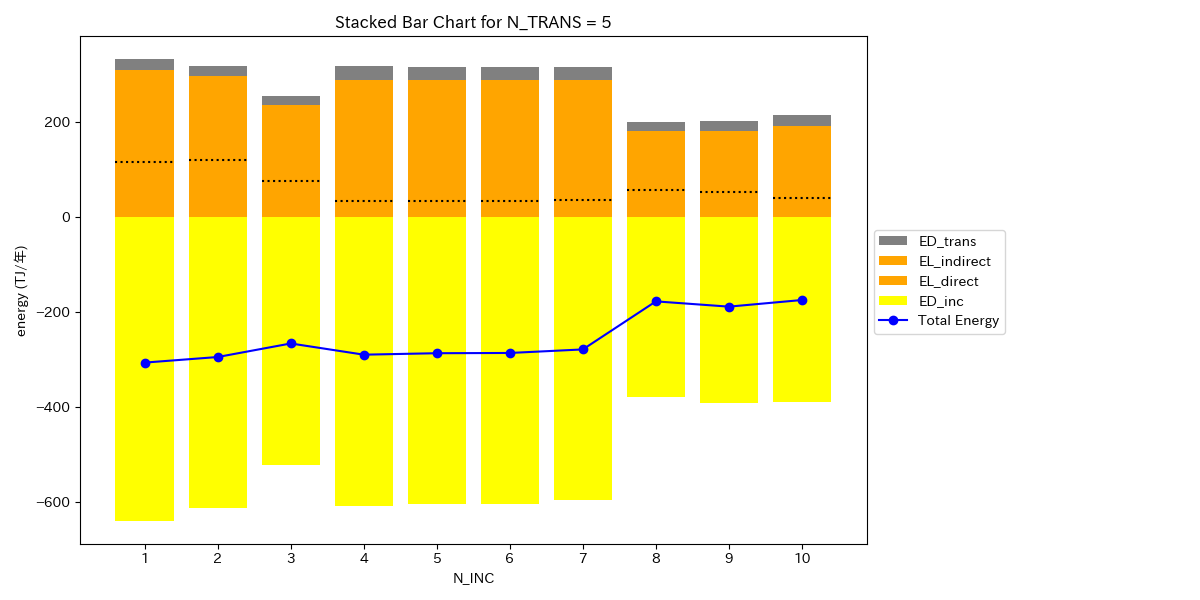 Stacked Bar Chart for N_TRANS = 5
energy (TJ/年)
200
0
−200
−400
−600
1 2 3 4 5 6 7 8 9 10
N_INC
ED_trans
EL_indirect
EL_direct
ED_inc
Total Energy